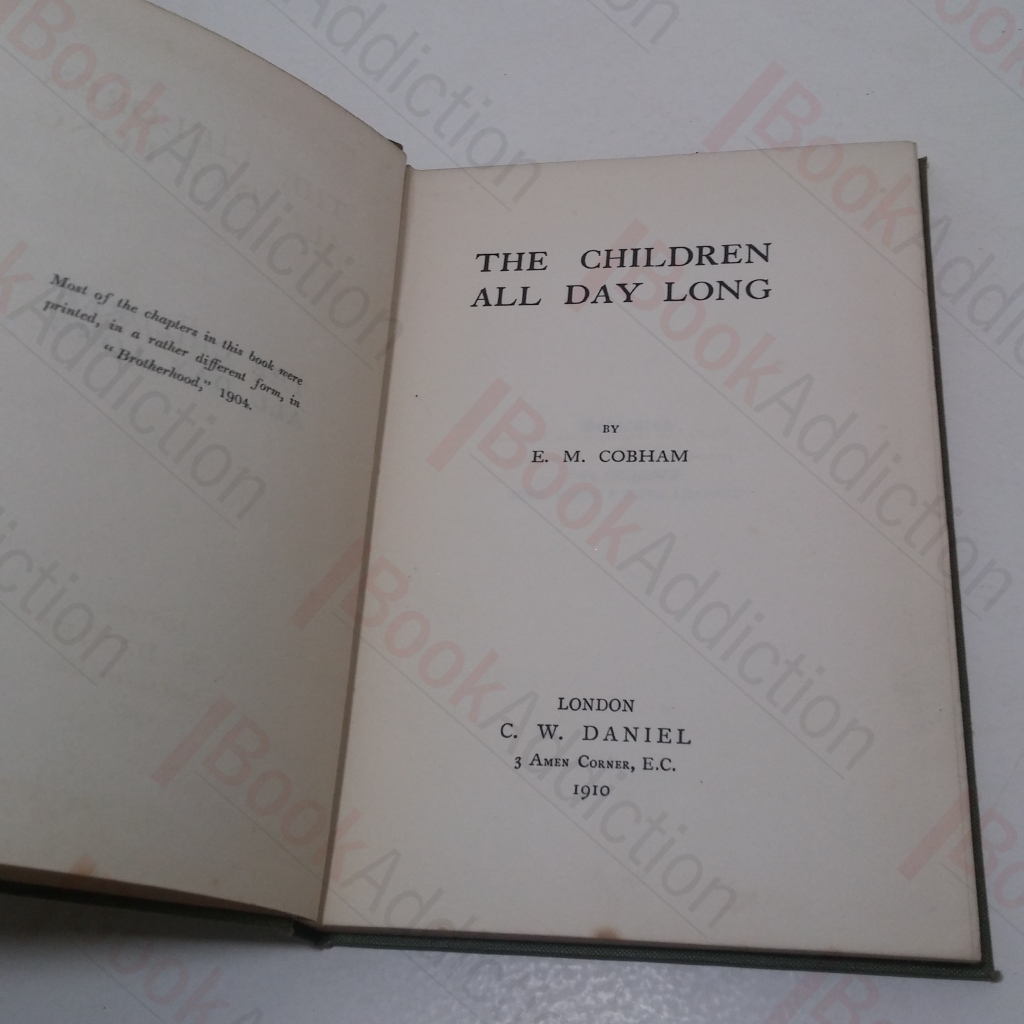 Most of the chapters in this book were
printed, in a rather different form, in
“ Brotherhood,” 1904.
THE CHILDREN
ALL DAY LONG
BY
E. M. COBHAM
LONDON
C. W. DANIEL
3 Amen Corner, E.C.
1910
BookAddiction